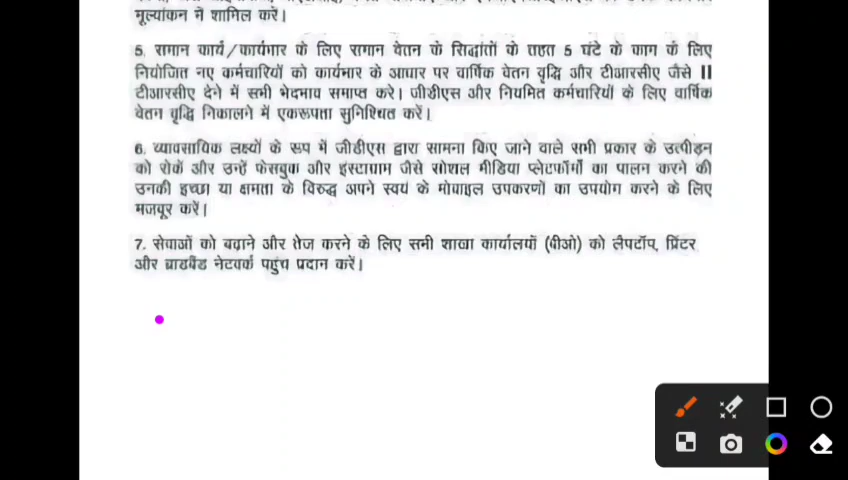 मूल्यांकन में शामिल करें।
5. समान कार्य/कार्यभार के लिए समान वेतन के सिद्धांतों के तहत 5 घंटे के काम के लिए
नियोजित नए कर्मचारियों को कार्यभार के आधार पर वार्षिक वेतन वृद्धि और टीआरसीए जैसे II
टीआरसीए देने में सभी भेदभाव समाप्त करे। जीडीएस और नियमित कर्मचारियों के लिए वार्षिक
वेतन वृद्धि निकालने में एकरूपता सुनिश्चित करें।
6. व्यावसायिक लक्ष्यों के रूप में जीडीएस द्वारा सामना किए जाने वाले सभी प्रकार के उत्पीड़न
को रोकें और उन्हें फेसबुक और इंस्टाग्राम जैसे सोशल मीडिया प्लेटफॉर्मों का पालन करने की
उनकी इच्छा या क्षमता के विरुद्ध अपने स्वयं के मोबाइल उपकरणों का उपयोग करने के लिए
मजबूर करें।
7. सेवाओं को बढ़ाने और तेज करने के लिए सभी शाखा कार्यालयों (बीओ) को लैपटॉप, प्रिंटर
और ब्राडबैंड नेटवर्क पहुंच प्रदान करें।